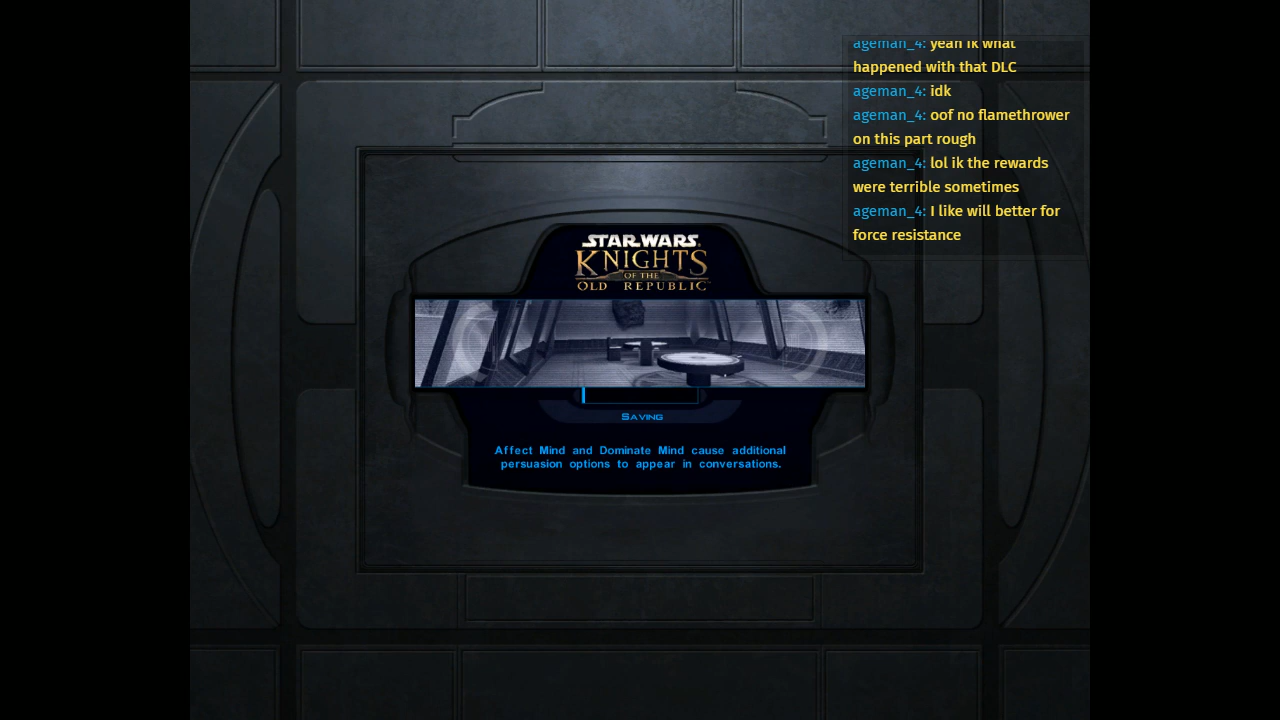 ageman_4: yeah ik what
happened with that DLC
ageman_4: idk
ageman_4: oof no flamethrower
on this part rough
ageman_4: lol ik the rewards
were terrible sometimes
ageman_4: I like will better for
force resistance
STAR WARS
KNIGHTS
OF THE
OLD REPUBLIC
SAVING
Affect Mind and Dominate Mind cause additional
persuasion options to appear in conversations.